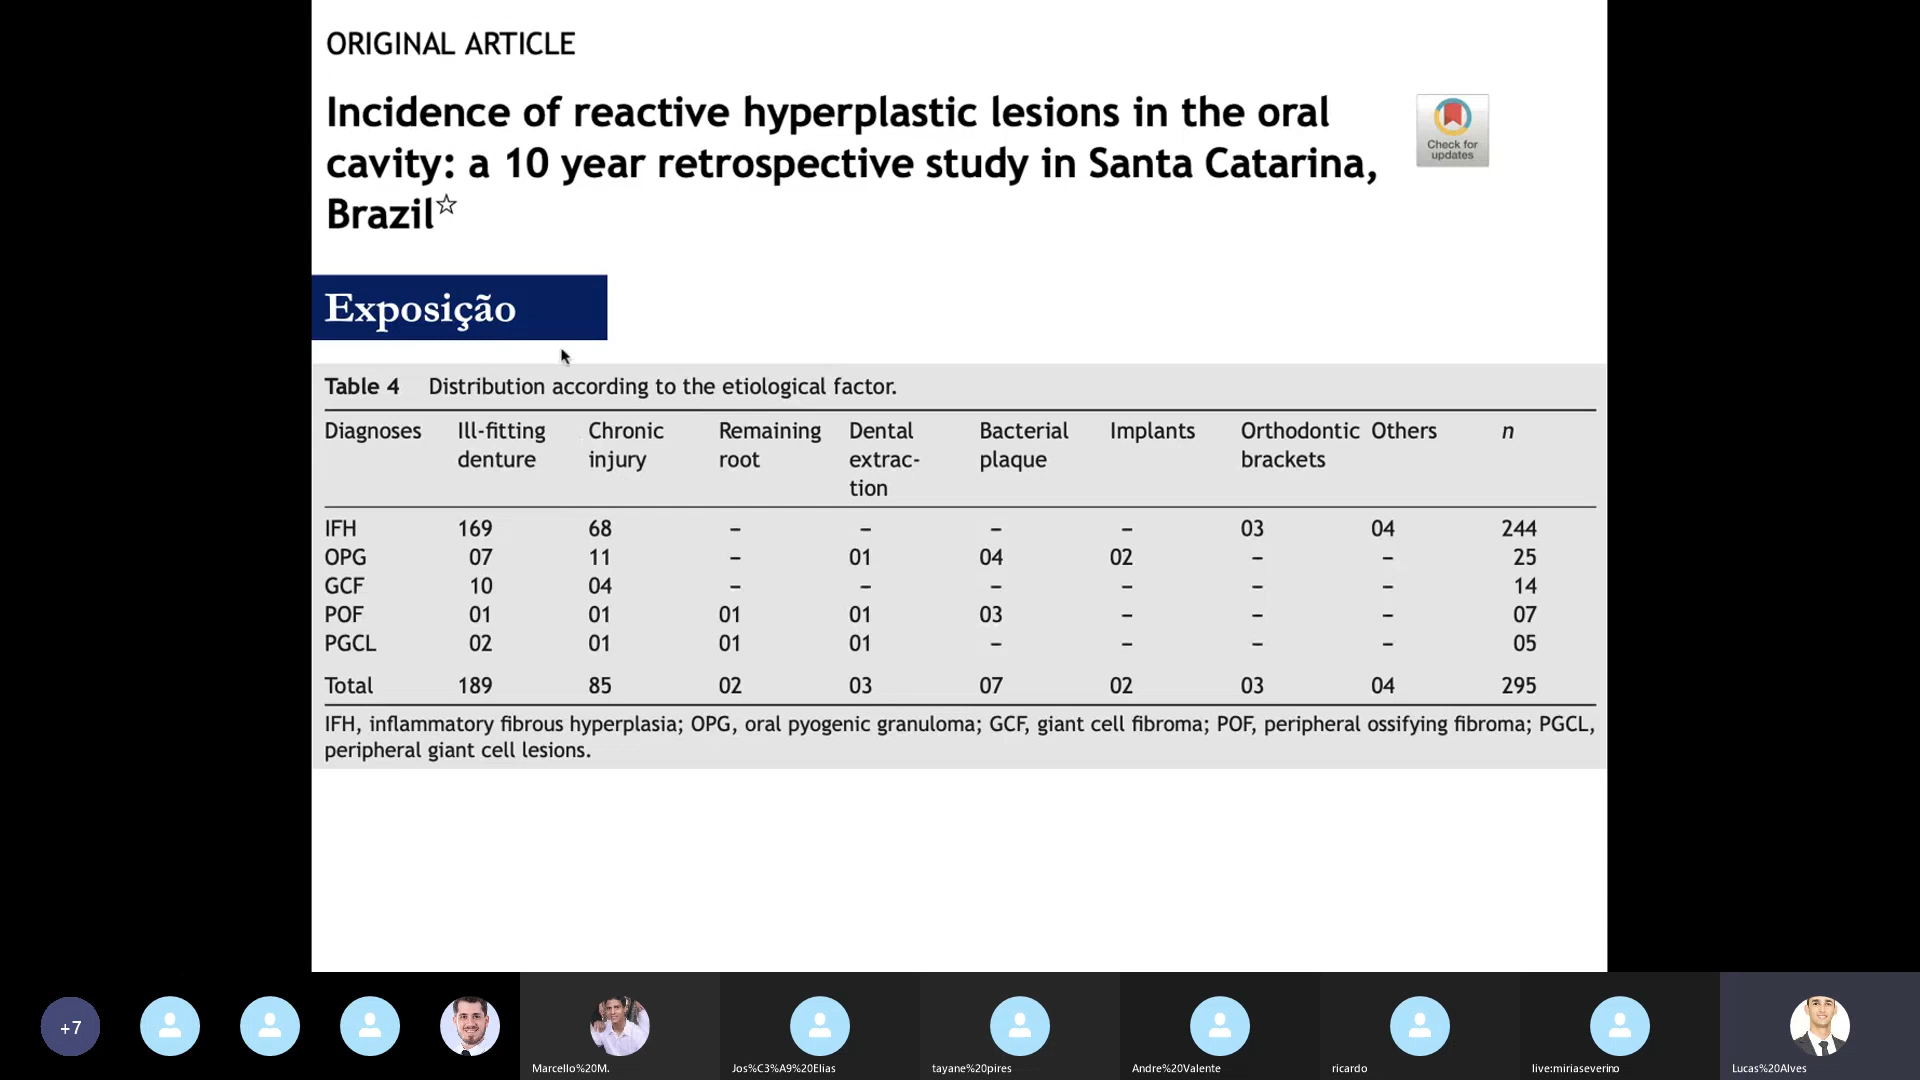 ORIGINAL ARTICLE
Incidence of reactive hyperplastic lesions in the oral
cavity: a 10 year retrospective study in Santa Catarina,
Brazil☆
Check for
updates
Exposição
Table 4 Distribution according to the etiological factor.
Diagnoses Ill-fitting Chronic Remaining Dental Bacterial Implants Orthodontic Others n
denture injury root extrac- plaque brackets
tion
IFH 169 68 – – – – 03 04 244
OPG 07 11 – 01 04 02 – – 25
GCF 10 04 – – – – – – 14
POF 01 01 01 01 03 – – – 07
PGCL 02 01 01 01 – – – – 05
Total 189 85 02 03 07 02 03 04 295
IFH, inflammatory fibrous hyperplasia; OPG, oral pyogenic granuloma; GCF, giant cell fibroma; POF, peripheral ossifying fibroma; PGCL,
peripheral giant cell lesions.
+7
Marcello%20M. Jos%C3%A9%20Elias tayane%20pires Andre%20Valente ricardo live:miriaseverino Lucas%20Alves